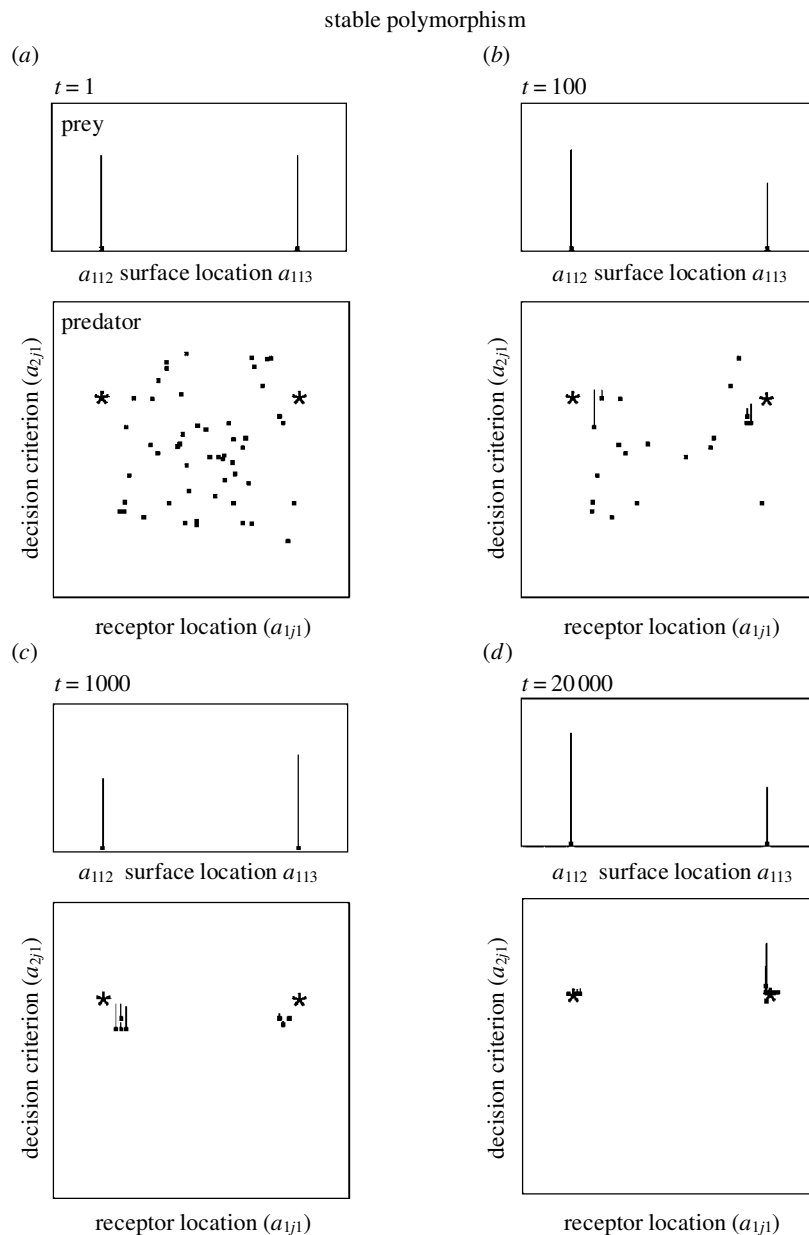 stable polymorphism
(a)
t = 1
prey
a112 surface location a113
predator
decision criterion (a2j1)
receptor location (a1j1)
(b)
t = 100
a112 surface location a113
decision criterion (a2j1)
receptor location (a1j1)
(c)
t = 1000
a112 surface location a113
decision criterion (a2j1)
receptor location (a1j1)
(d)
t = 20 000
a112 surface location a113
decision criterion (a2j1)
receptor location (a1j1)